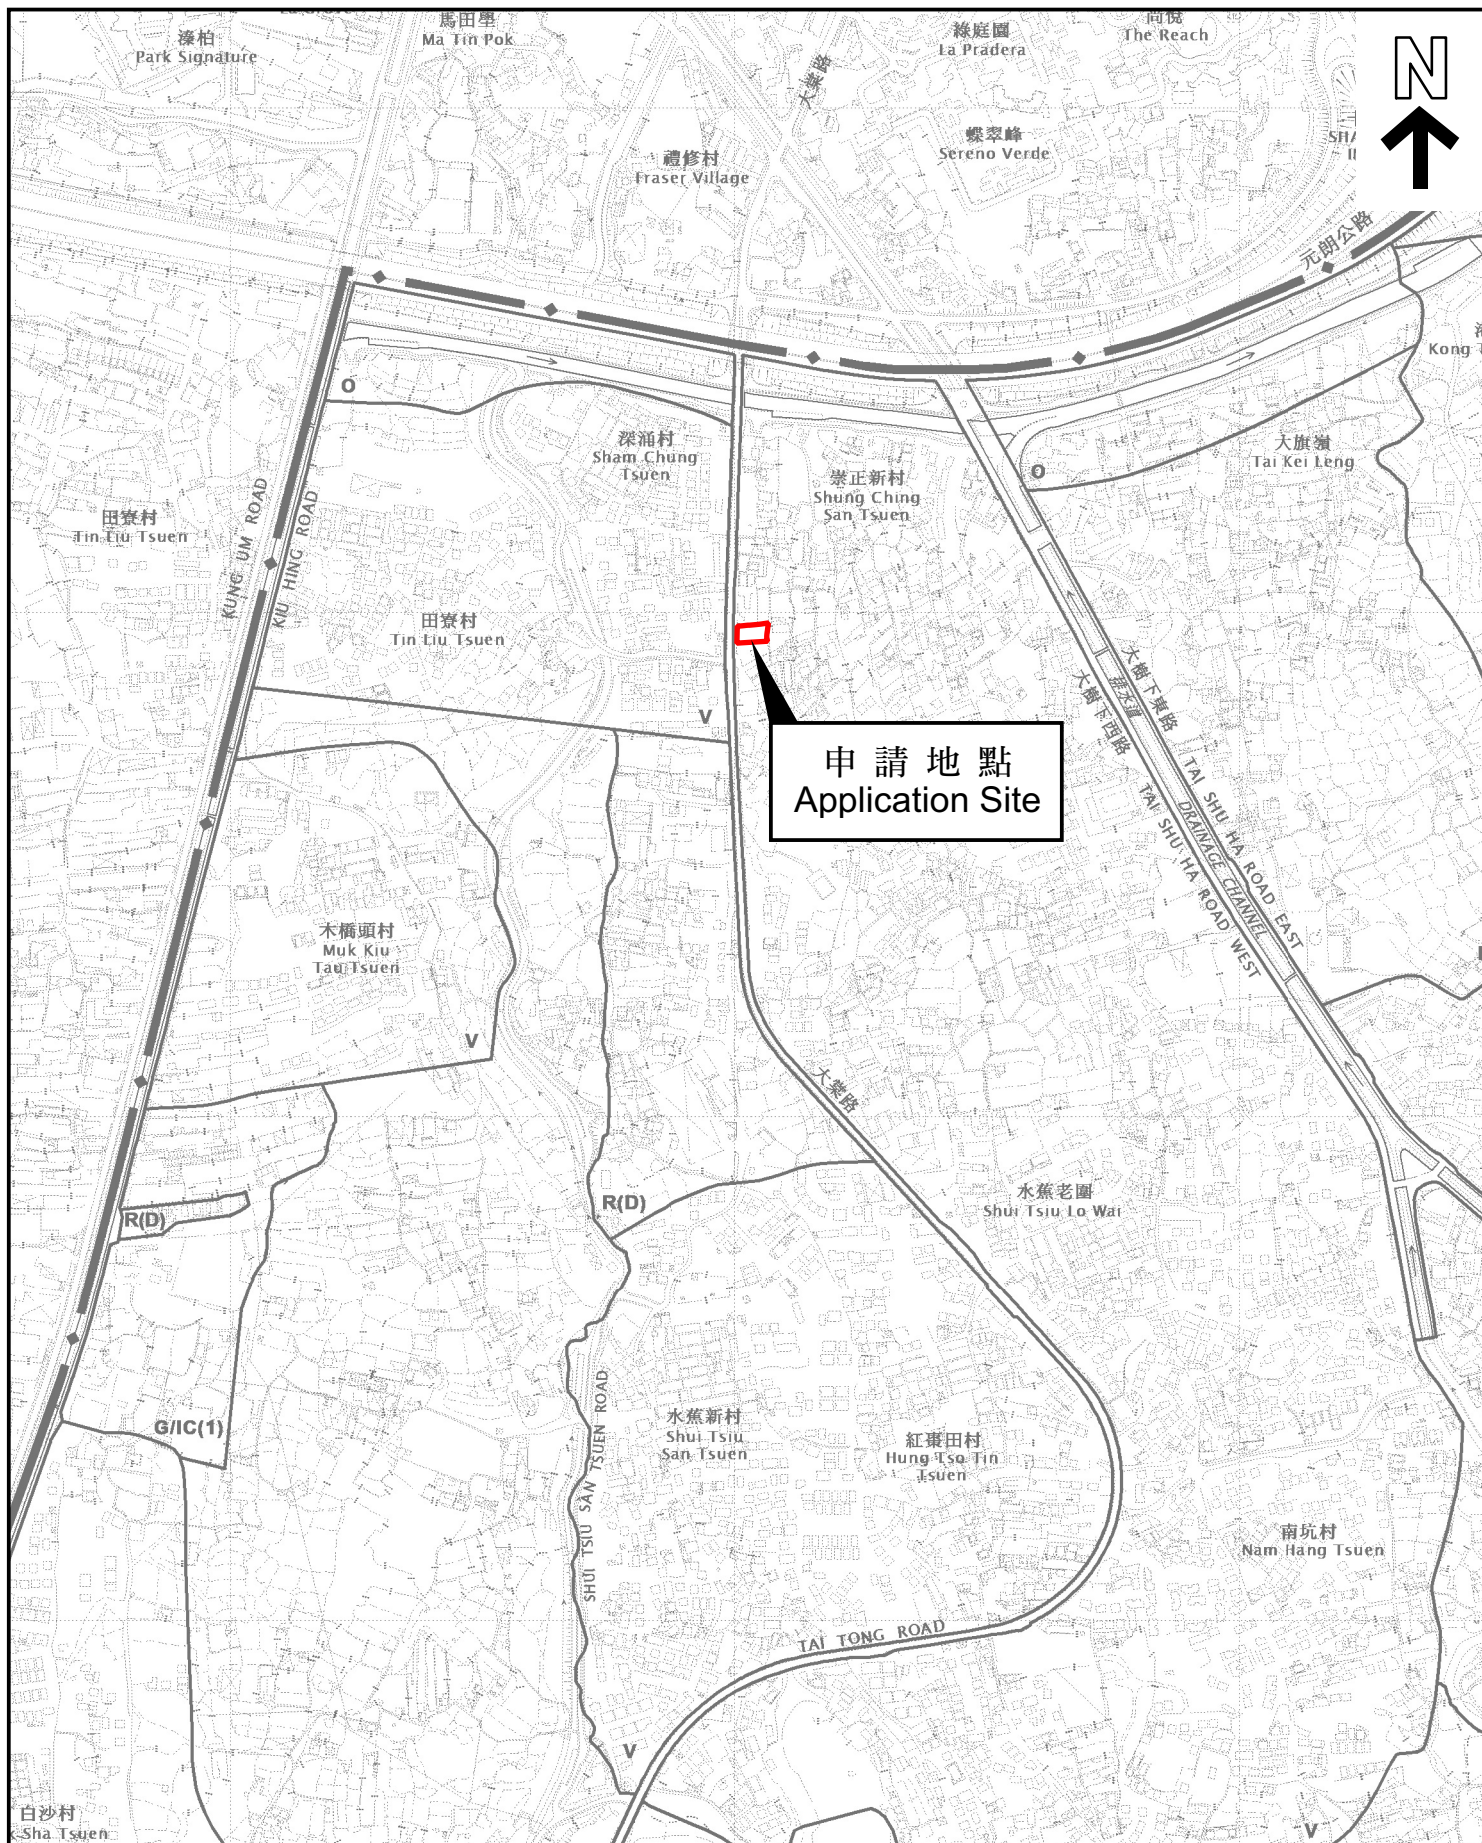 溱柏
Park Signature
馬田壆
Ma Tin Pok
綠庭園
La Pradera
尚悅
The Reach
N
大棠路
禮修村
Fraser Village
蝶翠峰
Sereno Verde
元朗公路
O
深涌村
Sham Chung
Tsuen
崇正新村
Shung Ching
San Tsuen
大旗嶺
Tai Kei Leng
O
田寮村
Tin Liu Tsuen
KUNG UM ROAD
KIU HING ROAD
田寮村
Tin Liu Tsuen
V
申請地點
Application Site
大樹下東路
TAI SHU HA ROAD EAST
排水道
DRAINAGE CHANNEL
大樹下西路
TAI SHU HA ROAD WEST
木橋頭村
Muk Kiu
Tau Tsuen
V
大棠路
R(D)
R(D)
水蕉老圍
Shui Tsiu Lo Wai
G/IC(1)
SHUI TSIU SAN TSUEN ROAD
水蕉新村
Shui Tsiu
San Tsuen
紅棗田村
Hung Tso Tin
Tsuen
南坑村
Nam Hang Tsuen
TAI TONG ROAD
V
白沙村
Sha Tsuen
V